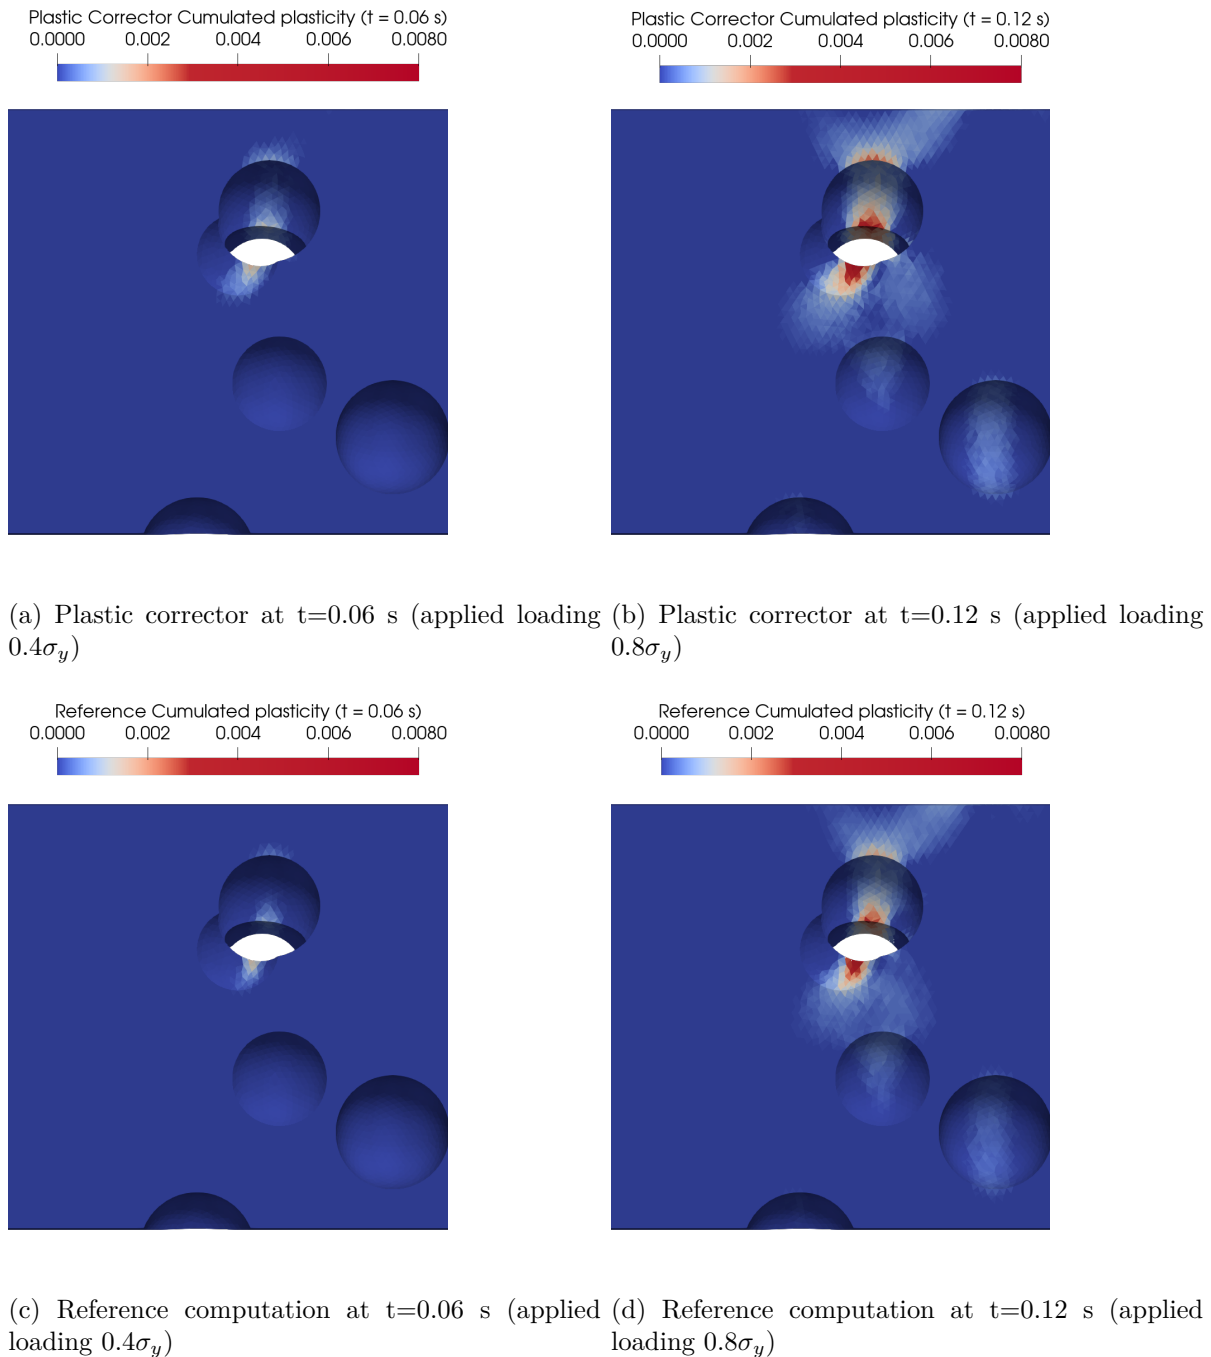 Plastic Corrector Cumulated plasticity (t = 0.06 s)
0.0000 0.002 0.004 0.006 0.0080
Plastic Corrector Cumulated plasticity (t = 0.12 s)
0.0000 0.002 0.004 0.006 0.0080
(a) Plastic corrector at t=0.06 s (applied loading
0.4σ_y)
(b) Plastic corrector at t=0.12 s (applied loading
0.8σ_y)
Reference Cumulated plasticity (t = 0.06 s)
0.0000 0.002 0.004 0.006 0.0080
Reference Cumulated plasticity (t = 0.12 s)
0.0000 0.002 0.004 0.006 0.0080
(c) Reference computation at t=0.06 s (applied
loading 0.4σ_y)
(d) Reference computation at t=0.12 s (applied
loading 0.8σ_y)